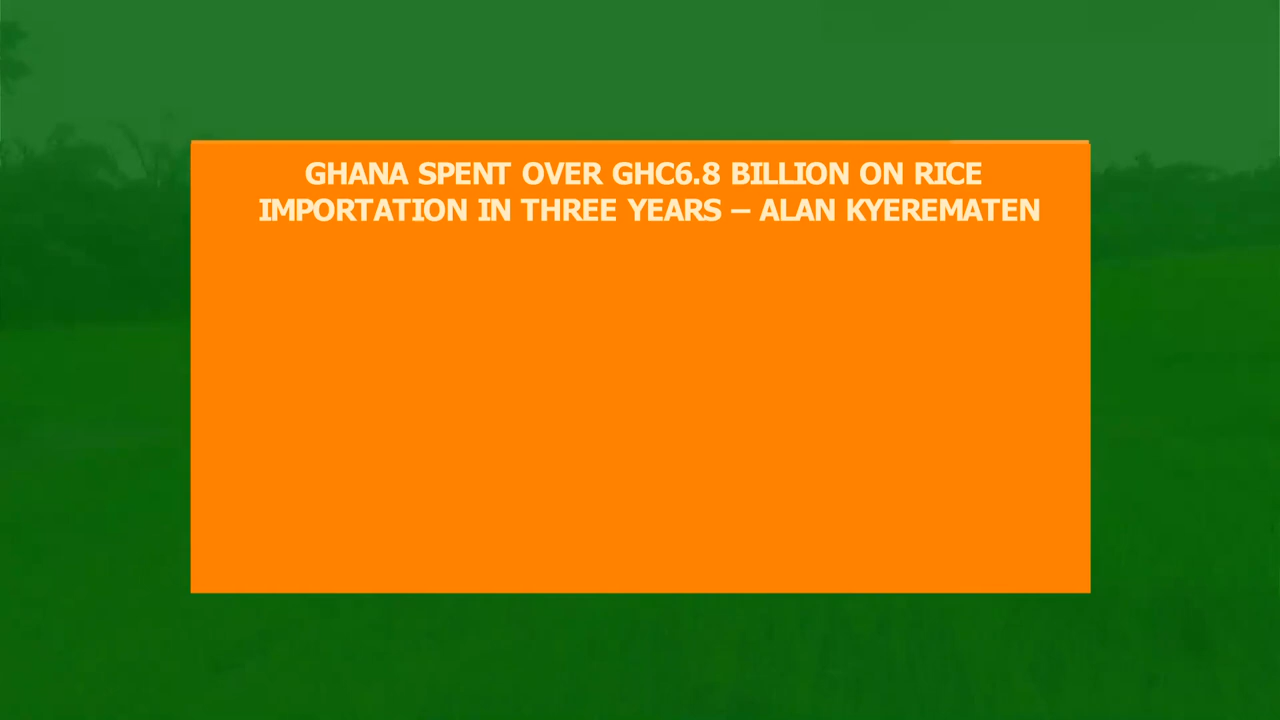 GHANA SPENT OVER GHC6.8 BILLION ON RICE
IMPORTATION IN THREE YEARS – ALAN KYEREMATEN